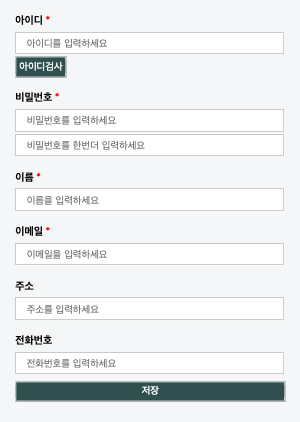 아이디 *
아이디를 입력하세요
아이디검사
비밀번호 *
비밀번호를 입력하세요
비밀번호를 한번더 입력하세요
이름 *
이름을 입력하세요
이메일 *
이메일을 입력하세요
주소
주소를 입력하세요
전화번호
전화번호를 입력하세요
저장